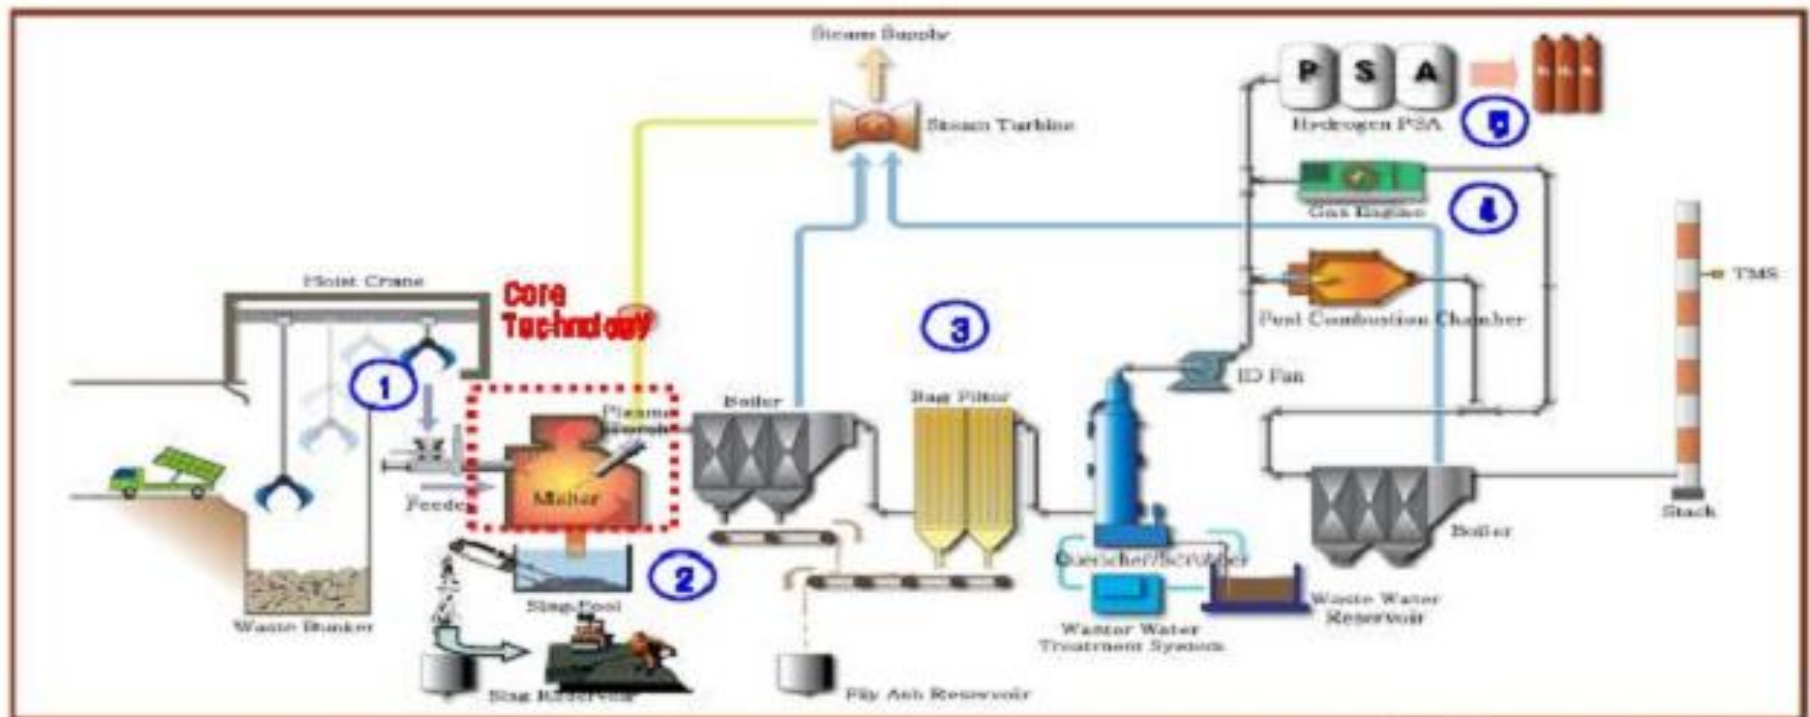 Steam Supply
P S A
Steam Turbine
Hydrogen PSA
5
Gas Engine
4
TMS
Hoist Crane
Core
Technology
3
Post Combustion Chamber
1
ID Fan
Boiler
Bag Filter
Plasma
Torch
Melter
Feeder
Stack
Boiler
Quencher/Scrubber
2
Slag Pool
Waste Water
Reservoir
Waste Bunker
Wastor Water
Treatment System
Slag Reservoir
Fly Ash Reservoir